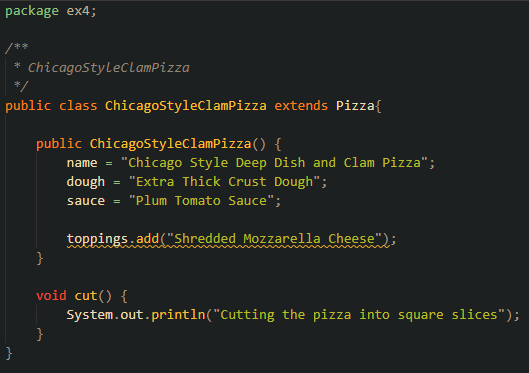 package ex4;
/**
 * ChicagoStyleClamPizza
 */
public class ChicagoStyleClamPizza extends Pizza{
    public ChicagoStyleClamPizza() {
        name = "Chicago Style Deep Dish and Clam Pizza";
        dough = "Extra Thick Crust Dough";
        sauce = "Plum Tomato Sauce";
        toppings.add("Shredded Mozzarella Cheese");
    }
    void cut() {
        System.out.println("Cutting the pizza into square slices");
    }
}